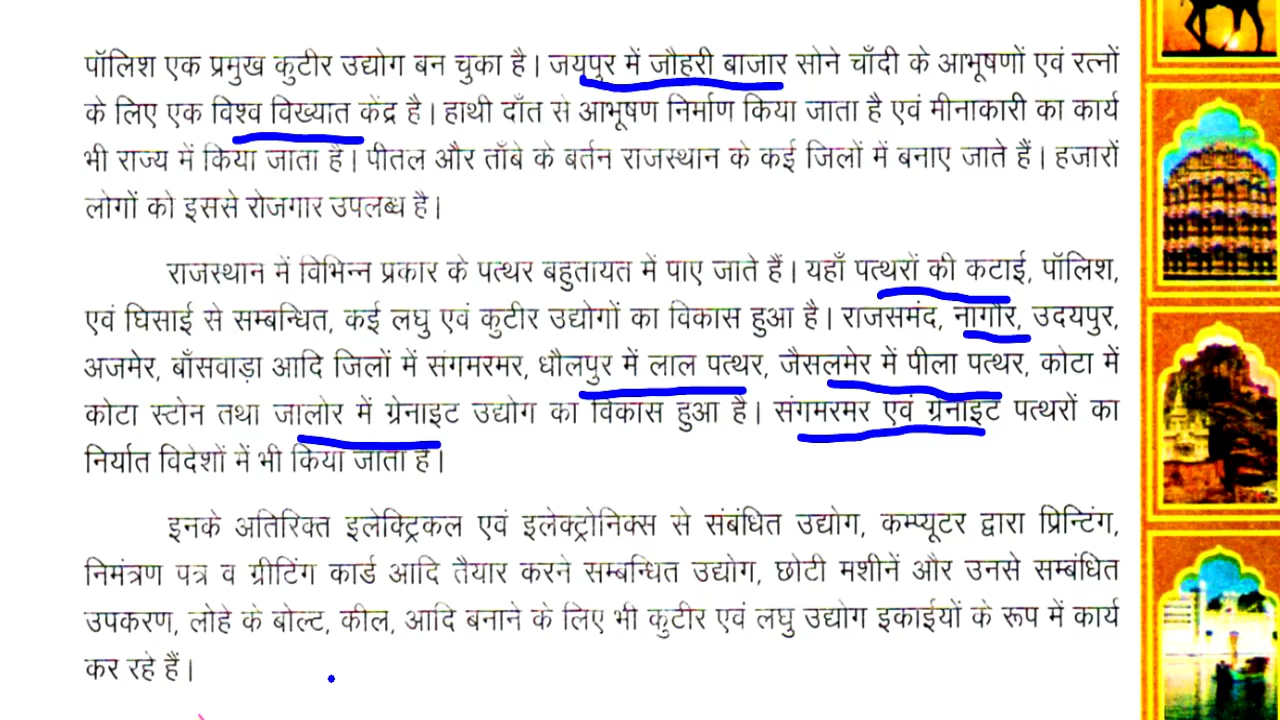 पॉलिश एक प्रमुख कुटीर उद्योग बन चुका है। जयपुर में जौहरी बाजार सोने चाँदी के आभूषणों एवं रत्नों
के लिए एक विश्व विख्यात केंद्र है। हाथी दाँत से आभूषण निर्माण किया जाता है एवं मीनाकारी का कार्य
भी राज्य में किया जाता है। पीतल और ताँबे के बर्तन राजस्थान के कई जिलों में बनाए जाते हैं। हजारों
लोगों को इससे रोजगार उपलब्ध है।
राजस्थान में विभिन्न प्रकार के पत्थर बहुतायत में पाए जाते हैं। यहाँ पत्थरों की कटाई, पॉलिश,
एवं घिसाई से सम्बन्धित, कई लघु एवं कुटीर उद्योगों का विकास हुआ है। राजसमंद, नागौर, उदयपुर,
अजमेर, बाँसवाड़ा आदि जिलों में संगमरमर, धौलपुर में लाल पत्थर, जैसलमेर में पीला पत्थर, कोटा में
कोटा स्टोन तथा जालोर में ग्रेनाइट उद्योग का विकास हुआ है। संगमरमर एवं ग्रेनाइट पत्थरों का
निर्यात विदेशों में भी किया जाता है।
इनके अतिरिक्त इलेक्ट्रिकल एवं इलेक्ट्रोनिक्स से संबंधित उद्योग, कम्प्यूटर द्वारा प्रिन्टिंग,
निमंत्रण पत्र व ग्रीटिंग कार्ड आदि तैयार करने सम्बन्धित उद्योग, छोटी मशीनें और उनसे सम्बंधित
उपकरण, लोहे के बोल्ट, कील, आदि बनाने के लिए भी कुटीर एवं लघु उद्योग इकाईयों के रूप में कार्य
कर रहे हैं।